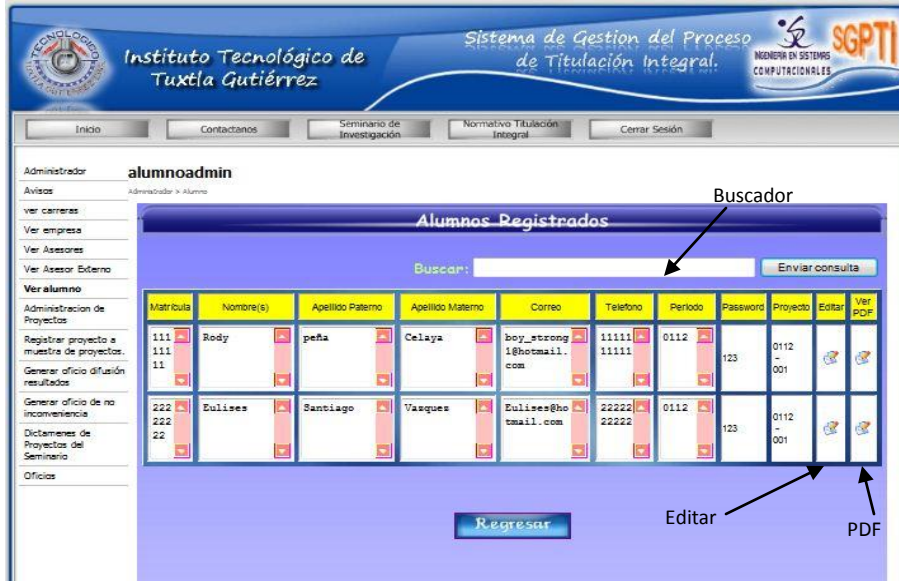 Instituto Tecnológico de
Tuxtla Gutiérrez
Sistema de Gestion del Proceso
de Titulación Integral.
INGENIERÍA EN SISTEMAS
COMPUTACIONALES
SGPTI
Inicio
Contactanos
Seminario de
Investigación
Normativo Titulación
Integral
Cerrar Sesión
Administrador
Avisos
ver carreras
Ver empresa
Ver Asesores
Ver Asesor Externo
Ver alumno
Administracion de
Proyectos
Registrar proyecto a
muestra de proyectos.
Generar oficio difusión
resultados
Generar oficio de no
inconveniencia
Dictamenes de
Proyectos del
Seminario
Oficios
alumnoadmin
Administrador > Alumno
Buscador
Alumnos Registrados
Buscar:
Enviar consulta
Matrícula Nombre(s) Apellido Paterno Apellido Materno Correo Telefono Periodo Password Proyecto Editar Ver PDF
111 Rody peña Celaya boy_strong 11111 0112 123 0112
111 1@hotmail. 11111 –
11 com 001
222 Eulises Santiago Vazquez Eulises@ho 22222 0112 123 0112
222 tmail.com 22222 –
22 001
Regresar
Editar
PDF